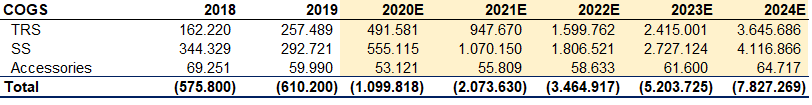 COGS 2018 2019 2020E 2021E 2022E 2023E 2024E
TRS 162.220 257.489 491.581 947.670 1.599.762 2.415.001 3.645.686
SS 344.329 292.721 555.115 1.070.150 1.806.521 2.727.124 4.116.866
Accessories 69.251 59.990 53.121 55.809 58.633 61.600 64.717
Total (575.800) (610.200) (1.099.818) (2.073.630) (3.464.917) (5.203.725) (7.827.269)